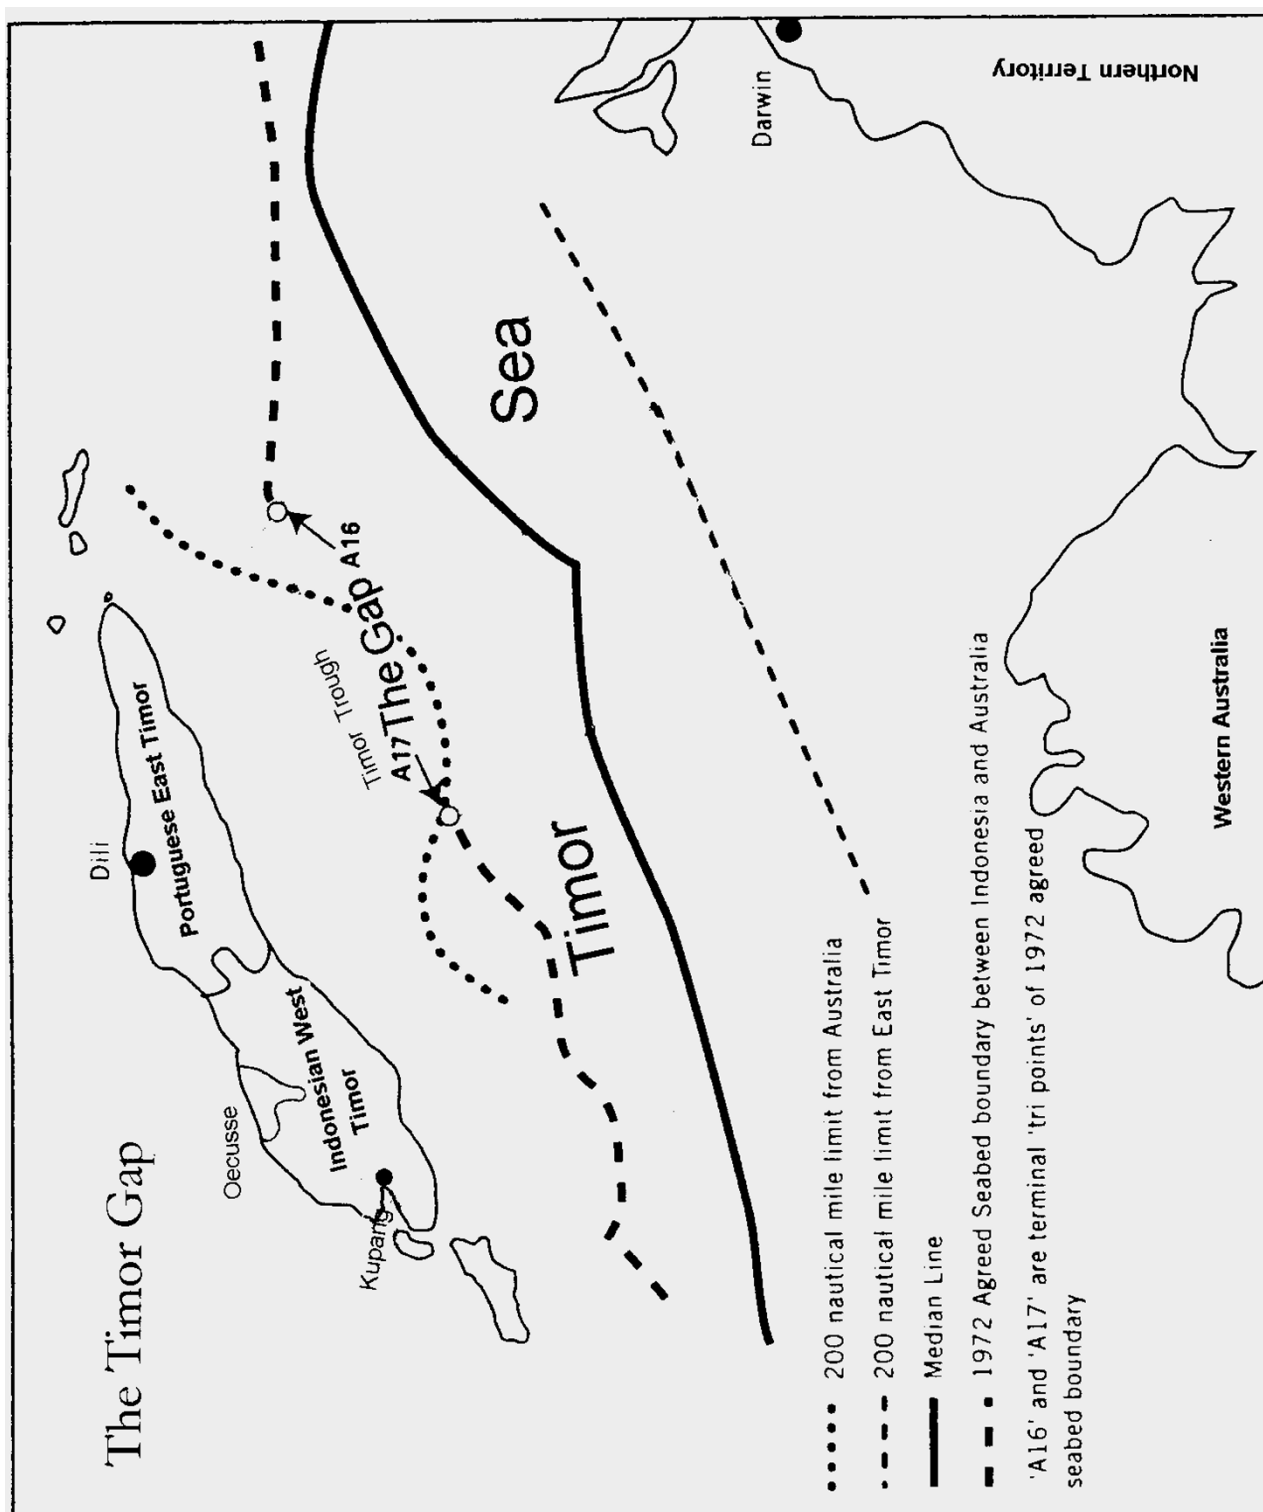 The Timor Gap
Dili
Portuguese East Timor
Oecusse
Indonesian West
Timor
Kupang
Timor Trough
A17
The Gap
A16
Timor
Sea
Darwin
Northern Territory
Western Australia
200 nautical mile limit from Australia
200 nautical mile limit from East Timor
Median Line
1972 Agreed Seabed boundary between Indonesia and Australia
'A16' and 'A17' are terminal 'tri points' of 1972 agreed
seabed boundary